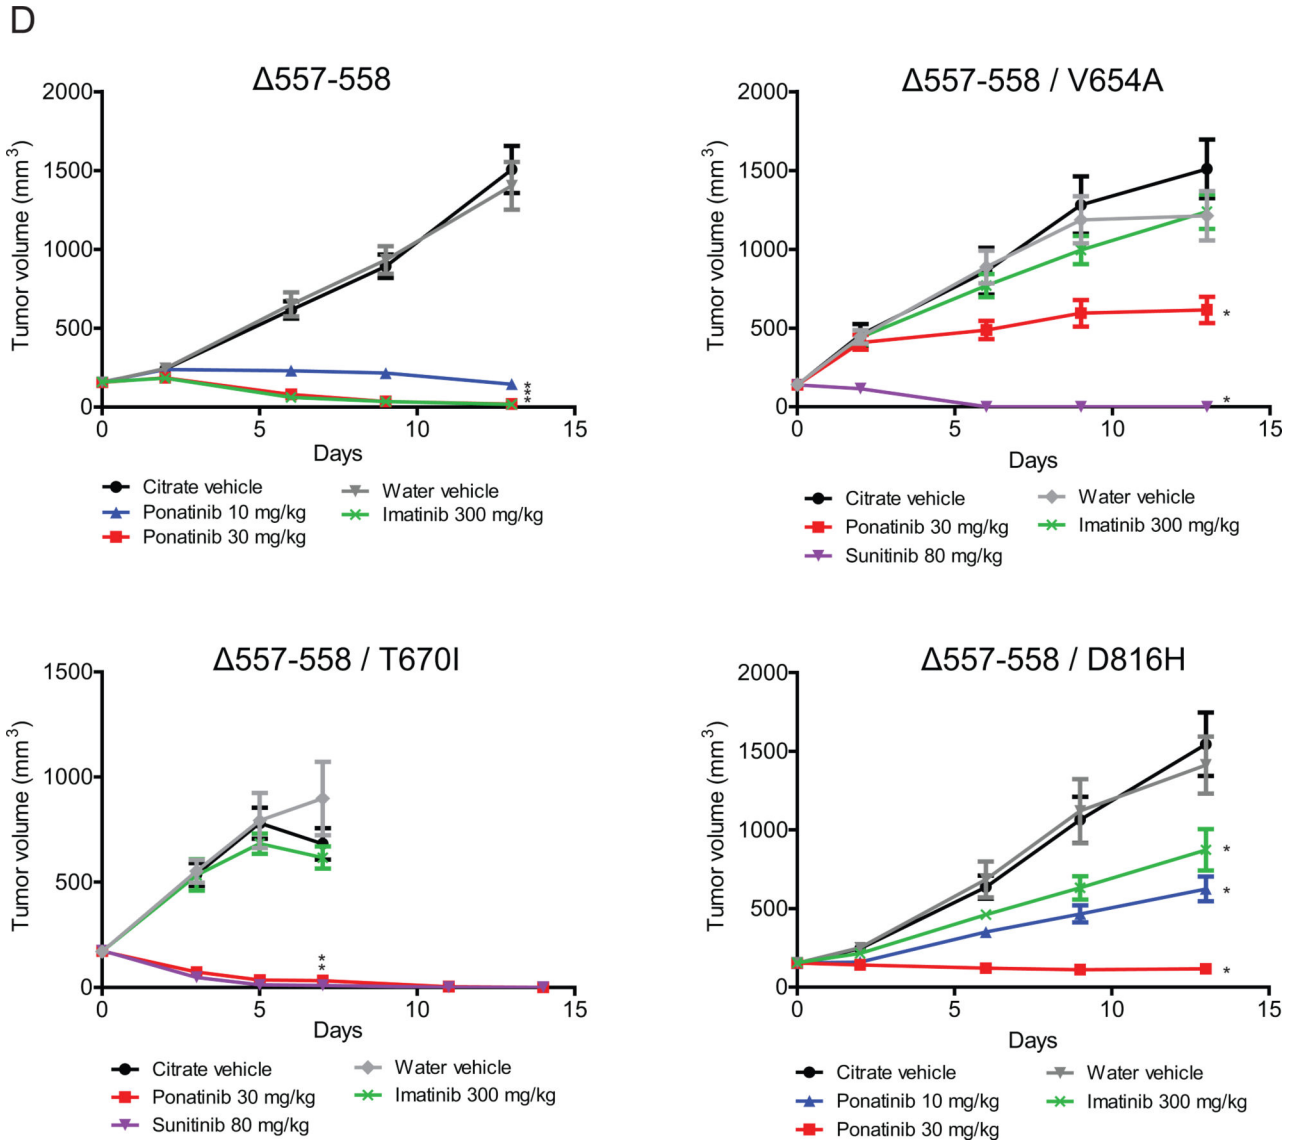 D
Δ557-558
2000
1500
1000
500
0
Tumor volume (mm³)
0 5 10 15
Days
***
Citrate vehicle
Ponatinib 10 mg/kg
Ponatinib 30 mg/kg
Water vehicle
Imatinib 300 mg/kg
Δ557-558 / V654A
2000
1500
1000
500
0
Tumor volume (mm³)
0 5 10 15
Days
*
*
Citrate vehicle
Ponatinib 30 mg/kg
Sunitinib 80 mg/kg
Water vehicle
Imatinib 300 mg/kg
Δ557-558 / T670I
1500
1000
500
0
Tumor volume (mm³)
0 5 10 15
Days
*
*
Citrate vehicle
Ponatinib 30 mg/kg
Sunitinib 80 mg/kg
Water vehicle
Imatinib 300 mg/kg
Δ557-558 / D816H
2000
1500
1000
500
0
Tumor volume (mm³)
0 5 10 15
Days
*
*
*
Citrate vehicle
Ponatinib 10 mg/kg
Ponatinib 30 mg/kg
Water vehicle
Imatinib 300 mg/kg